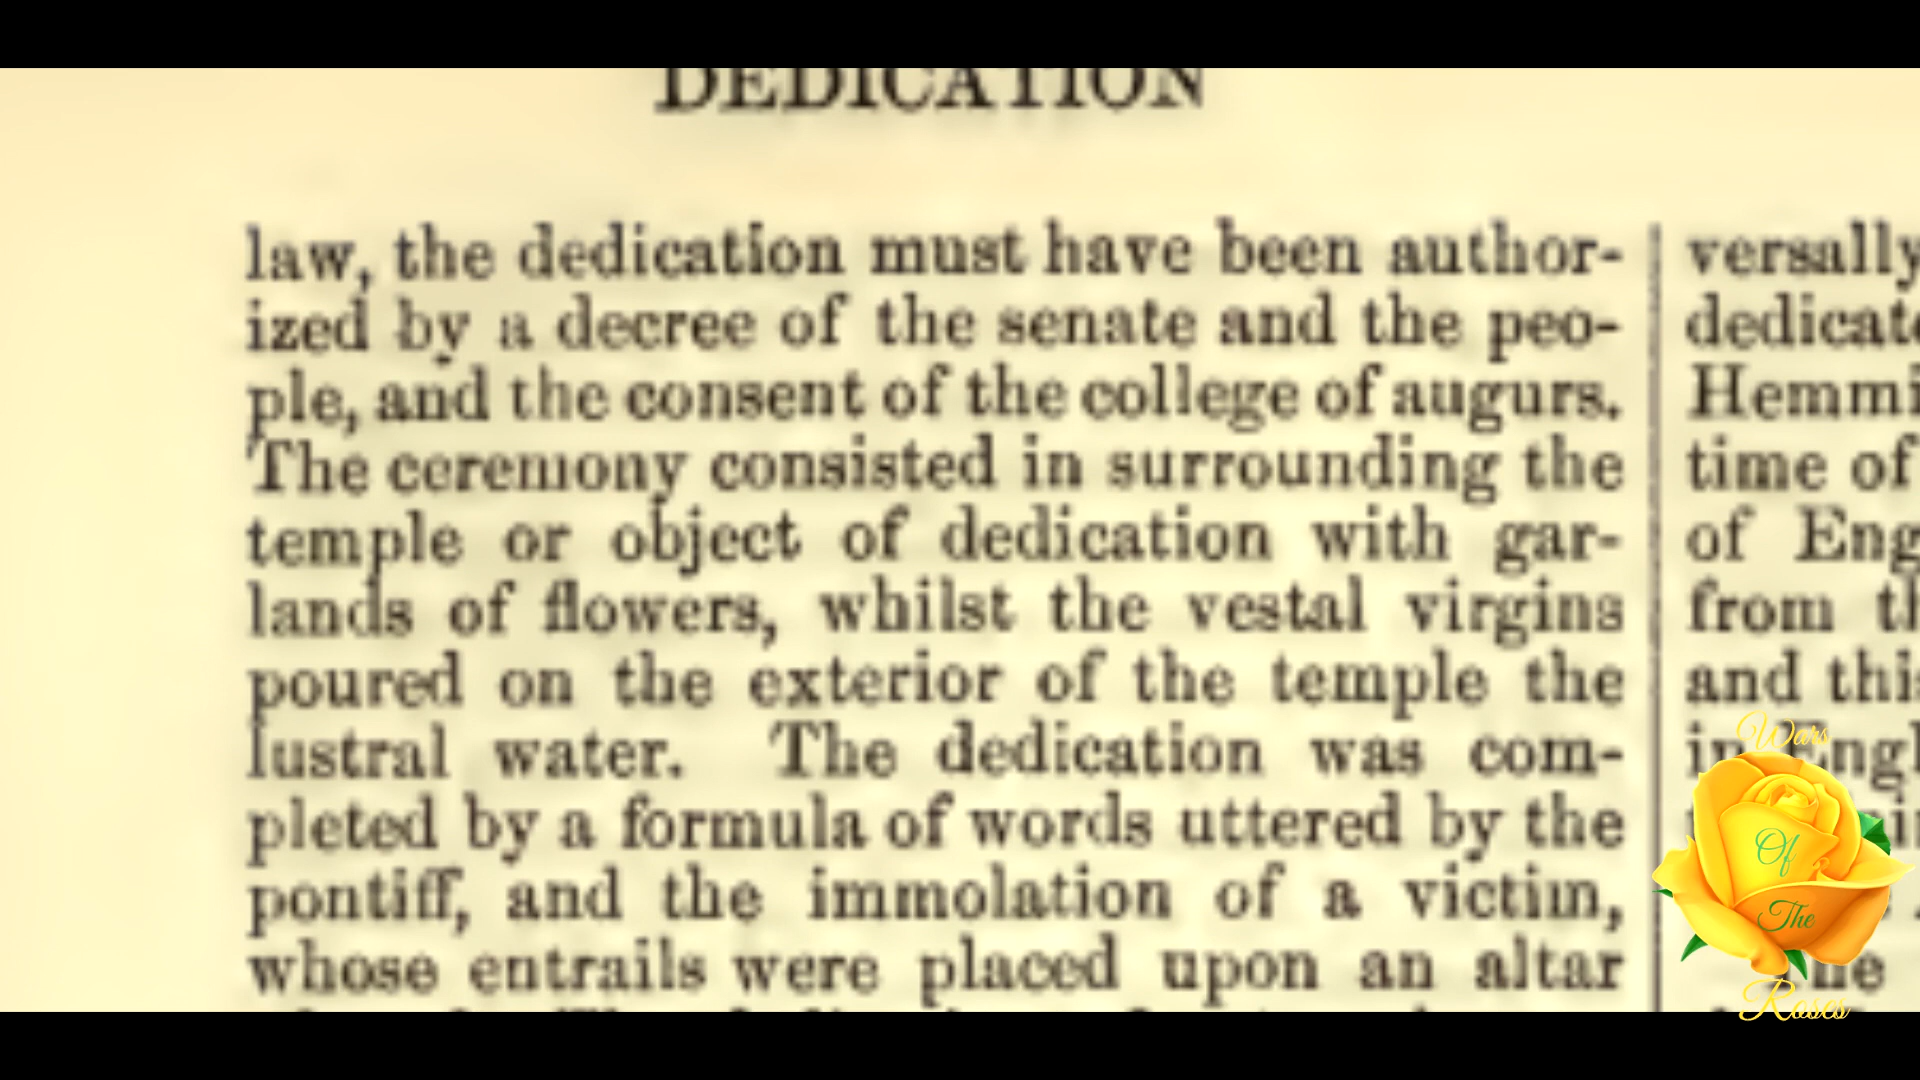 DEDICATION
law, the dedication must have been author-
ized by a decree of the senate and the peo-
ple, and the consent of the college of augurs.
The ceremony consisted in surrounding the
temple or object of dedication with gar-
lands of flowers, whilst the vestal virgins
poured on the exterior of the temple the
lustral water. The dedication was com-
pleted by a formula of words uttered by the
pontiff, and the immolation of a victim,
whose entrails were placed upon an altar
versally
Hemmi
time of
of Eng
from
and this
Wars
Of
The
Roses